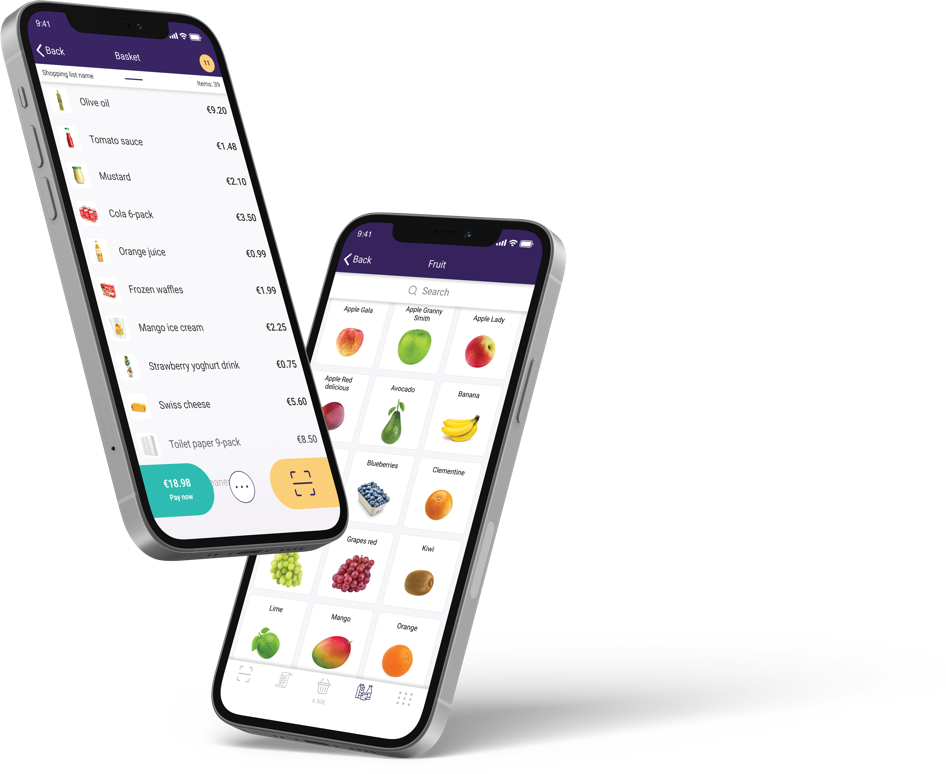 9:41
Back
Basket
11
Shopping list name
Items: 39
Olive oil
€9.20
Tomato sauce
€1.48
Mustard
€2.10
Cola 6-pack
€3.50
Orange juice
€0.99
Frozen waffles
€1.99
Mango ice cream
€2.25
Strawberry yoghurt drink
€0.75
Swiss cheese
€5.60
Toilet paper 9-pack
€8.50
€18.98
Pay now
9:41
Back
Fruit
Search
Apple Gala
Apple Granny
Smith
Apple Lady
Apple Red
delicious
Avocado
Banana
Blueberries
Clementine
Grapes red
Kiwi
Lime
Mango
Orange